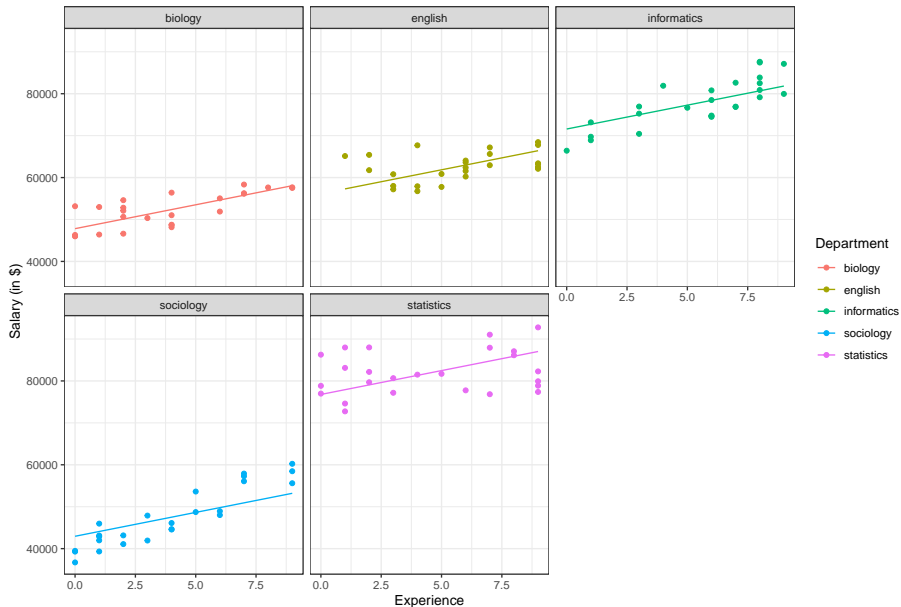 biology
english
informatics
80000
60000
40000
0.0 2.5 5.0 7.5
sociology
statistics
80000
60000
40000
0.0 2.5 5.0 7.5
0.0 2.5 5.0 7.5
Experience
Salary (in $)
Department
biology
english
informatics
sociology
statistics